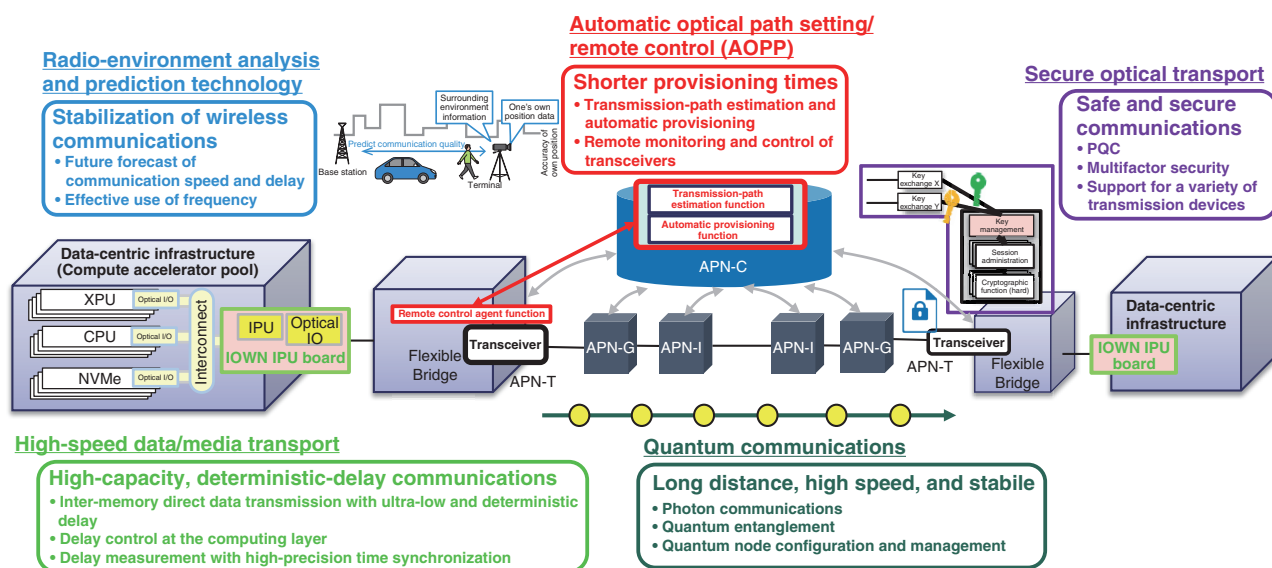 Radio-environment analysis
and prediction technology
Stabilization of wireless
communications
• Future forecast of
communication speed and delay
• Effective use of frequency
Surrounding
environment
information
One's own
position data
Predict communication quality
Accuracy of
own position
Base station
Terminal
Automatic optical path setting/
remote control (AOPP)
Shorter provisioning times
• Transmission-path estimation and
automatic provisioning
• Remote monitoring and control of
transceivers
Transmission-path
estimation function
Automatic provisioning
function
APN-C
Secure optical transport
Safe and secure
communications
• PQC
• Multifactor security
• Support for a variety of
transmission devices
Key
exchange X
Key
exchange Y
Key
management
Session
administration
Cryptographic
function (hard)
Data-centric infrastructure
(Compute accelerator pool)
XPU
Optical I/O
CPU
Optical I/O
NVMe
Optical I/O
Interconnect
IPU
Optical
IO
IOWN IPU board
Remote control agent function
Flexible
Bridge
Transceiver
APN-T
APN-G
APN-I
APN-I
APN-G
Transceiver
APN-T
Flexible
Bridge
Data-centric
infrastructure
IOWN IPU
board
High-speed data/media transport
High-capacity, deterministic-delay communications
• Inter-memory direct data transmission with ultra-low and deterministic
delay
• Delay control at the computing layer
• Delay measurement with high-precision time synchronization
Quantum communications
Long distance, high speed, and stabile
• Photon communications
• Quantum entanglement
• Quantum node configuration and management